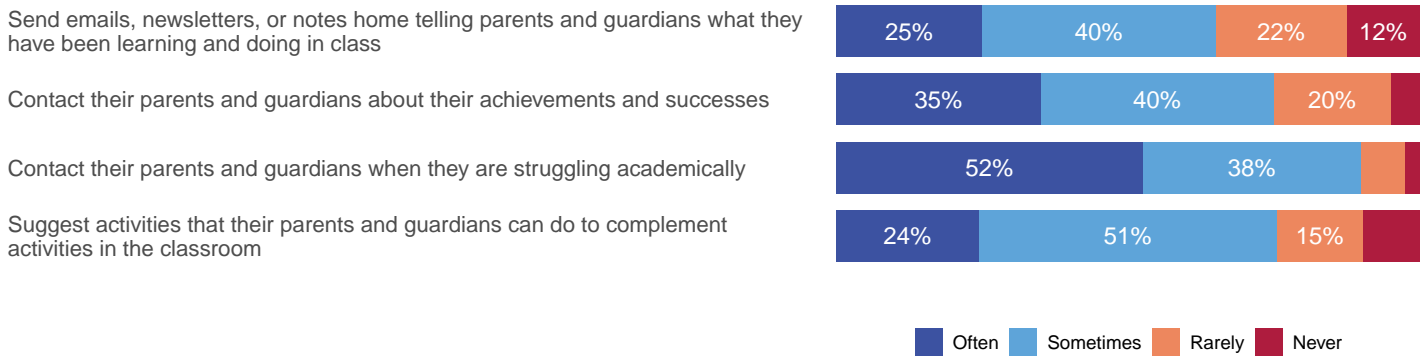 Send emails, newsletters, or notes home telling parents and guardians what they
have been learning and doing in class
25% 40% 22% 12%
Contact their parents and guardians about their achievements and successes
35% 40% 20%
Contact their parents and guardians when they are struggling academically
52% 38%
Suggest activities that their parents and guardians can do to complement
activities in the classroom
24% 51% 15%
Often Sometimes Rarely Never